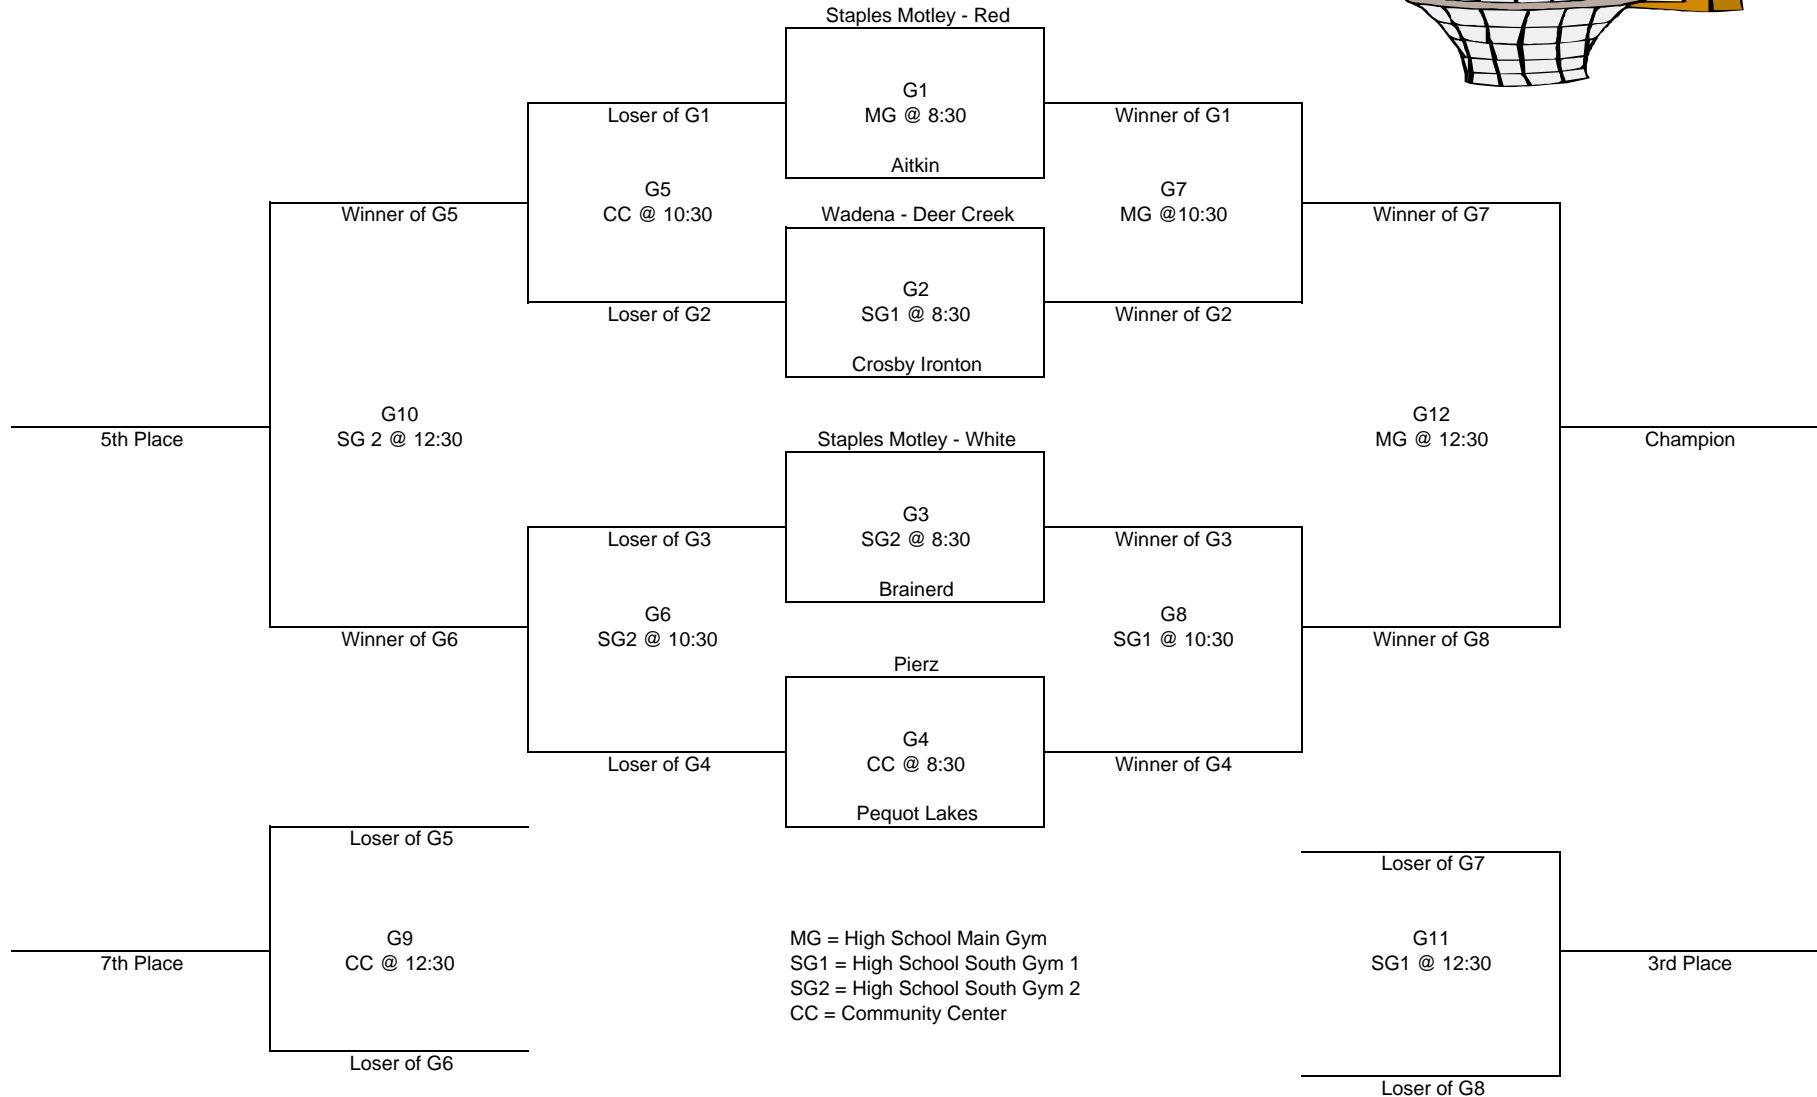 Staples Motley - Red
G1
MG @ 8:30
Loser of G1
Winner of G1
Aitkin
G5
CC @ 10:30
G7
MG @10:30
Winner of G5
Wadena - Deer Creek
Winner of G7
G2
SG1 @ 8:30
Loser of G2
Winner of G2
Crosby Ironton
G10
SG 2 @ 12:30
G12
MG @ 12:30
5th Place
Staples Motley - White
Champion
G3
SG2 @ 8:30
Loser of G3
Winner of G3
Brainerd
G6
SG2 @ 10:30
G8
SG1 @ 10:30
Winner of G6
Winner of G8
Pierz
G4
CC @ 8:30
Loser of G4
Winner of G4
Pequot Lakes
Loser of G5
Loser of G7
G9
CC @ 12:30
7th Place
MG = High School Main Gym
SG1 = High School South Gym 1
SG2 = High School South Gym 2
CC = Community Center
G11
SG1 @ 12:30
3rd Place
Loser of G6
Loser of G8